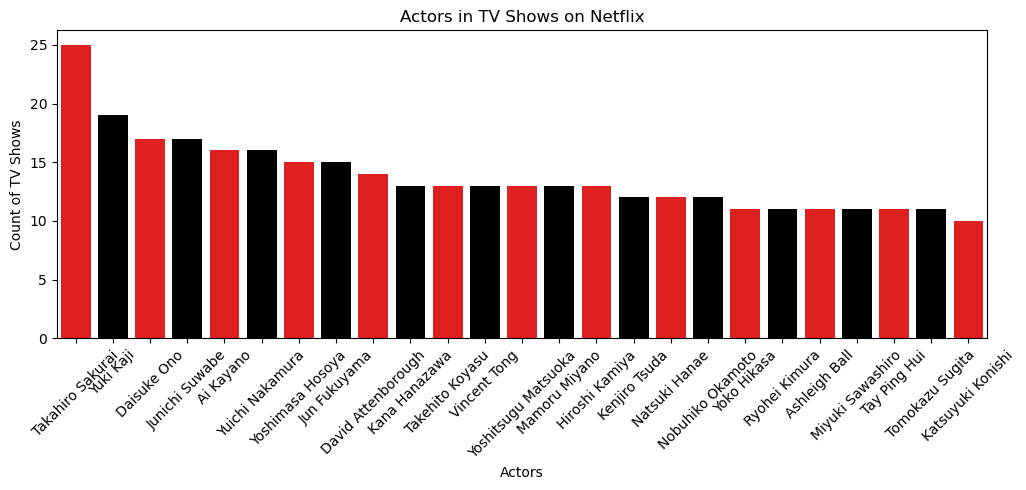 Actors in TV Shows on Netflix
Count of TV Shows
25
20
15
10
5
0
Takahiro Sakurai
Yuki Kaji
Daisuke Ono
Junichi Suwabe
Ai Kayano
Yuichi Nakamura
Yoshimasa Hosoya
Jun Fukuyama
David Attenborough
Kana Hanazawa
Takehito Koyasu
Vincent Tong
Yoshitsugu Matsuoka
Mamoru Miyano
Hiroshi Kamiya
Kenjiro Tsuda
Natsuki Hanae
Nobuhiko Okamoto
Yoko Hikasa
Ryohei Kimura
Ashleigh Ball
Miyuki Sawashiro
Tay Ping Hui
Tomokazu Sugita
Katsuyuki Konishi
Actors